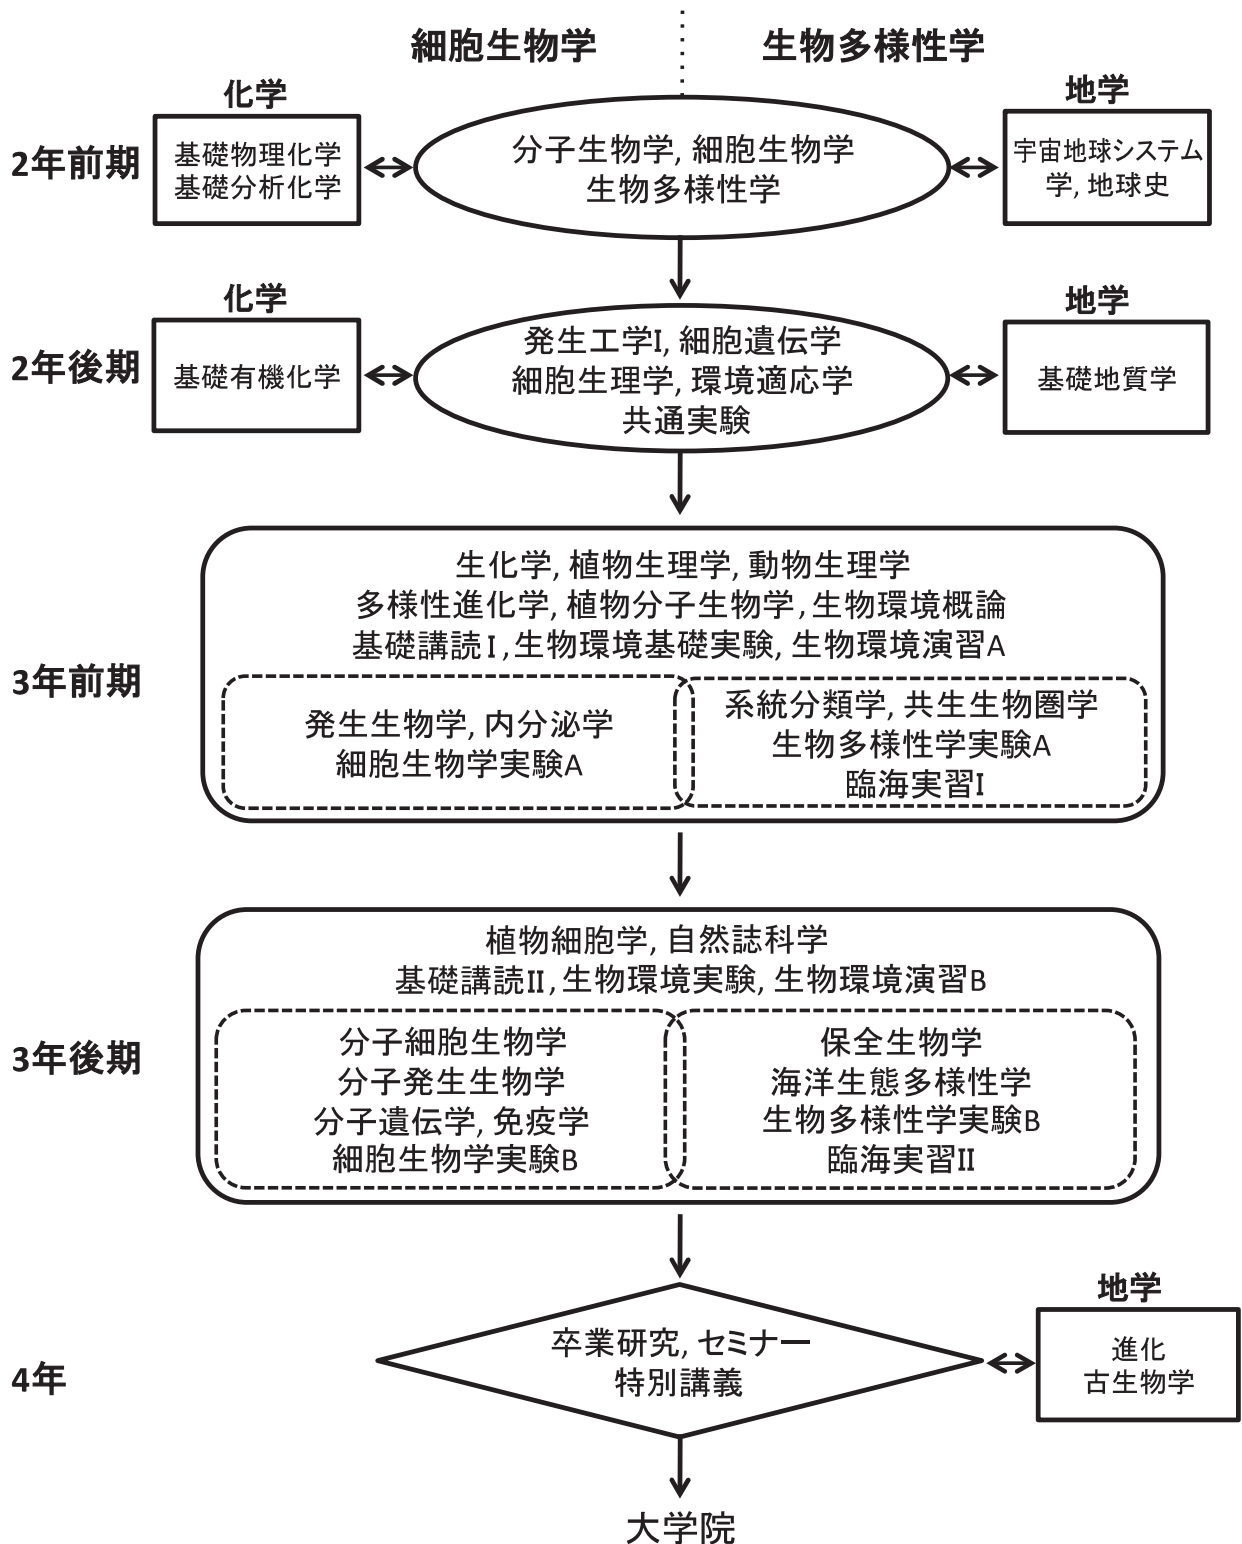 細胞生物学
生物多様性学
化学
地学
2年前期
基礎物理化学
基礎分析化学
分子生物学, 細胞生物学
生物多様性学
宇宙地球システム
学, 地球史
化学
地学
2年後期
基礎有機化学
発生工学I, 細胞遺伝学
細胞生理学, 環境適応学
共通実験
基礎地質学
3年前期
生化学, 植物生理学, 動物生理学
多様性進化学, 植物分子生物学, 生物環境概論
基礎講読I, 生物環境基礎実験, 生物環境演習A
発生生物学, 内分泌学
細胞生物学実験A
系統分類学, 共生生物圏学
生物多様性学実験A
臨海実習I
3年後期
植物細胞学, 自然誌科学
基礎講読II, 生物環境実験, 生物環境演習B
分子細胞生物学
分子発生生物学
分子遺伝学, 免疫学
細胞生物学実験B
保全生物学
海洋生態多様性学
生物多様性学実験B
臨海実習II
4年
卒業研究, セミナー
特別講義
地学
進化
古生物学
大学院